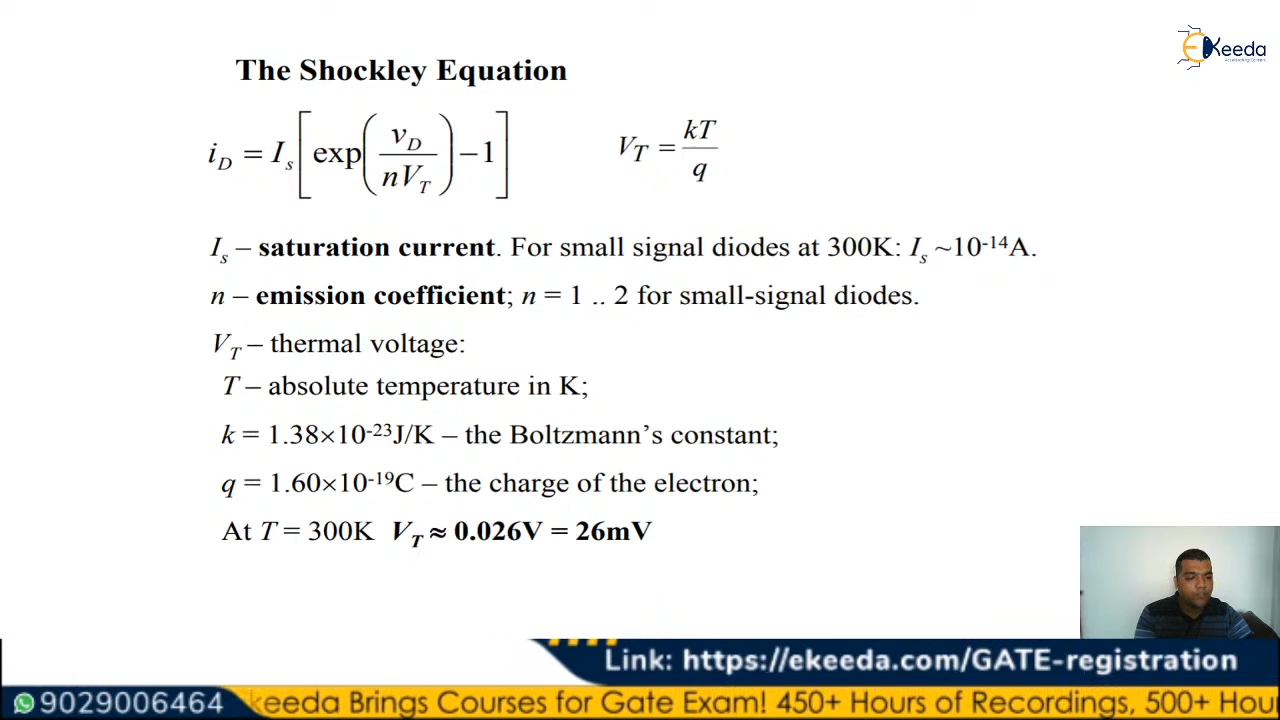 EKeeda
Accelerating Careers
The Shockley Equation
i_D = I_s [ exp( v_D / nV_T ) − 1 ]
V_T = kT / q
I_s – saturation current. For small signal diodes at 300K: I_s ~10^-14A.
n – emission coefficient; n = 1 .. 2 for small-signal diodes.
V_T – thermal voltage:
T – absolute temperature in K;
k = 1.38×10^-23J/K – the Boltzmann’s constant;
q = 1.60×10^-19C – the charge of the electron;
At T = 300K V_T ≈ 0.026V = 26mV
Link: https://ekeeda.com/GATE-registration
9029006464 keeda Brings Courses for Gate Exam! 450+ Hours of Recordings, 500+ Hou